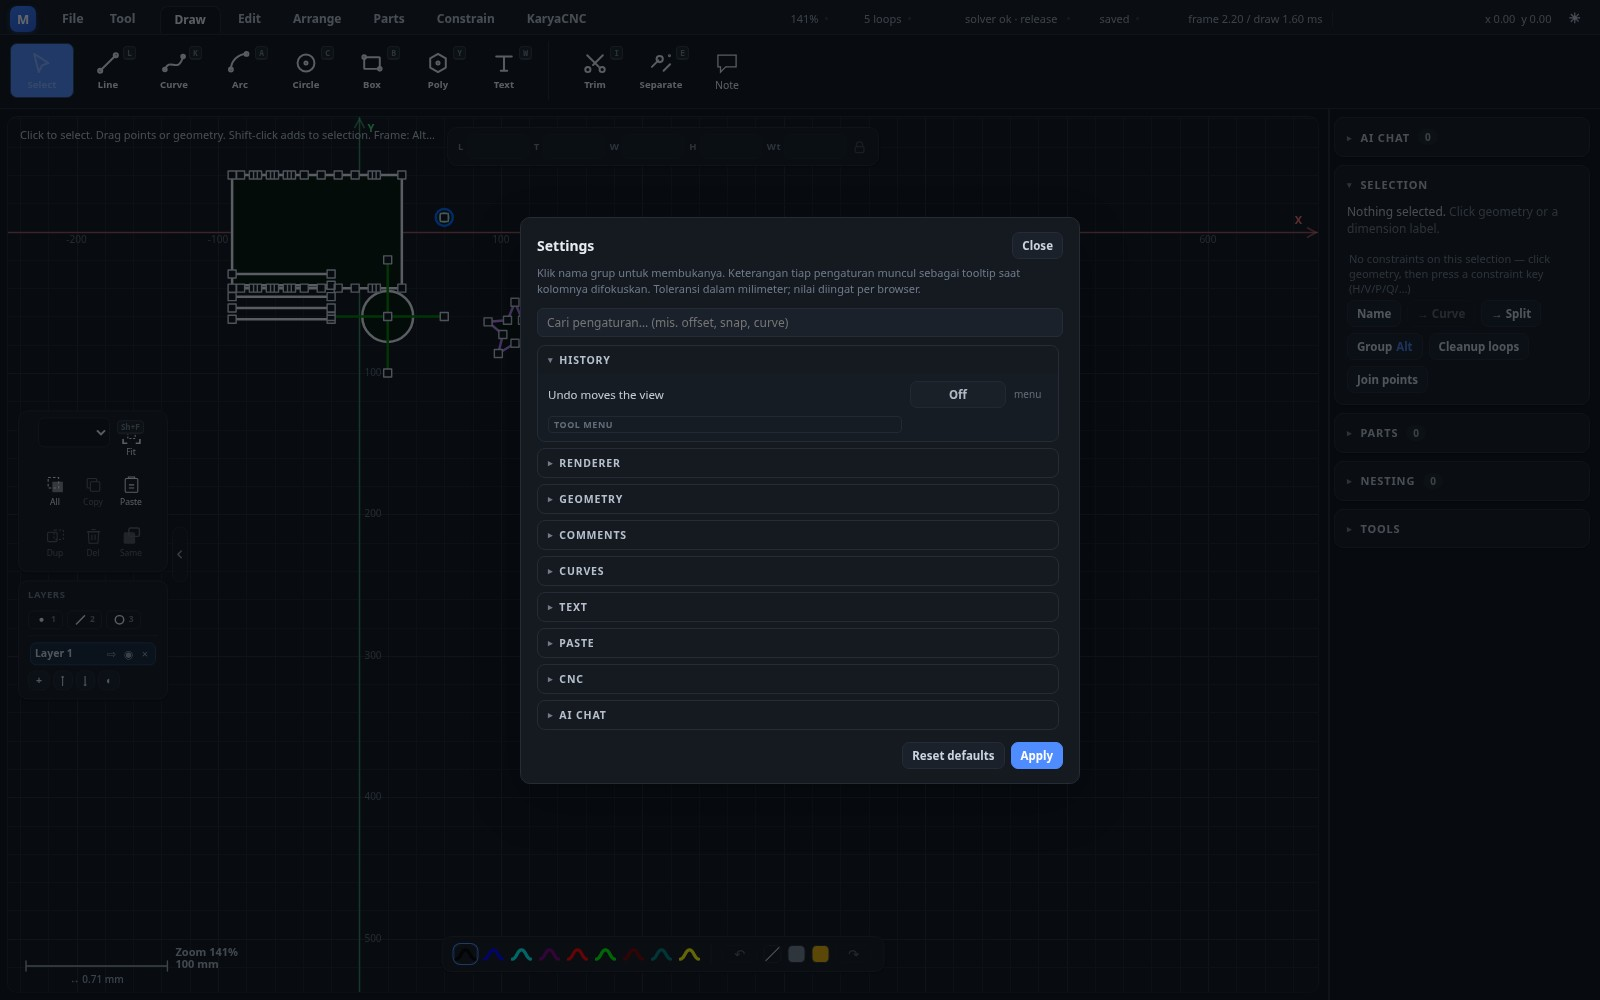 M File Tool Draw Edit Arrange Parts Constrain KaryaCNC 141% · 5 loops · solver ok · release · saved · frame 2.20 / draw 1.60 ms x 0.00 y 0.00
L K A C B Y W I E
Select Line Curve Arc Circle Box Poly Text Trim Separate Note
Click to select. Drag points or geometry. Shift-click adds to selection. Frame: Alt...
Y
L T W H Wt
X
-200 -100 100 600
100
200
300
400
500
Sh+F
Fit
All Copy Paste
Dup Del Same
LAYERS
1 2 3
Layer 1
Zoom 141%
100 mm
↔ 0.71 mm
Settings
Close
Klik nama grup untuk membukanya. Keterangan tiap pengaturan muncul sebagai tooltip saat
kolomnya difokuskan. Toleransi dalam milimeter; nilai diingat per browser.
Cari pengaturan... (mis. offset, snap, curve)
HISTORY
Undo moves the view Off menu
TOOL MENU
RENDERER
GEOMETRY
COMMENTS
CURVES
TEXT
PASTE
CNC
AI CHAT
Reset defaults Apply
AI CHAT 0
SELECTION
Nothing selected. Click geometry or a
dimension label.
No constraints on this selection — click
geometry, then press a constraint key
(H/V/P/Q/...)
Name → Curve → Split
Group Alt Cleanup loops
Join points
PARTS 0
NESTING 0
TOOLS